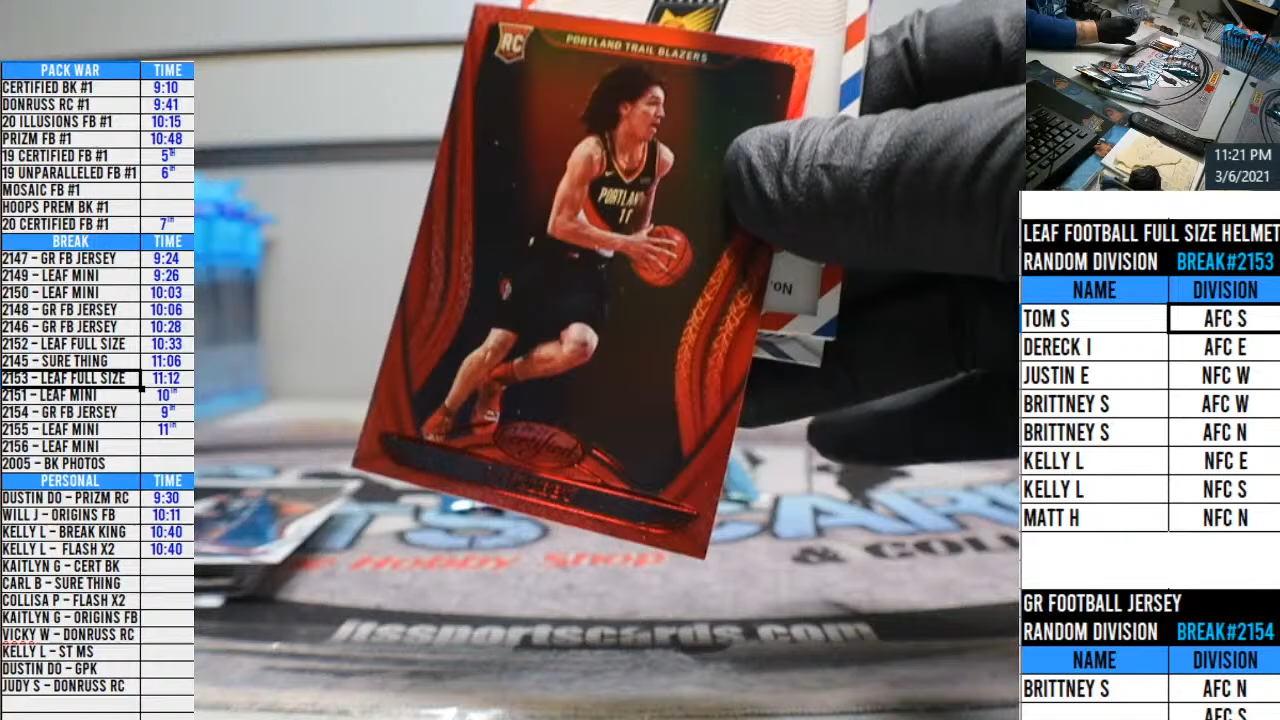 PACK WAR TIME
CERTIFIED BK #1 9:10
DONRUSS RC #1 9:41
20 ILLUSIONS FB #1 10:15
PRIZM FB #1 10:48
19 CERTIFIED FB #1 5TH
19 UNPARALLELED FB #1 6TH
MOSAIC FB #1
HOOPS PREM BK #1
20 CERTIFIED FB #1 7TH
BREAK TIME
2147 - GR FB JERSEY 9:24
2149 - LEAF MINI 9:26
2150 - LEAF MINI 10:03
2148 - GR FB JERSEY 10:06
2146 - GR FB JERSEY 10:28
2152 - LEAF FULL SIZE 10:33
2145 - SURE THING 11:06
2153 - LEAF FULL SIZE 11:12
2151 - LEAF MINI 10TH
2154 - GR FB JERSEY 9TH
2155 - LEAF MINI 11TH
2156 - LEAF MINI
2005 - BK PHOTOS
PERSONAL TIME
DUSTIN DO - PRIZM RC 9:30
WILL J - ORIGINS FB 10:11
KELLY L - BREAK KING 10:40
KELLY L - FLASH X2 10:40
KAITLYN G - CERT BK
CARL B - SURE THING
COLLISA P - FLASH X2
KAITLYN G - ORIGINS FB
VICKY W - DONRUSS RC
KELLY L - ST MS
DUSTIN DO - GPK
JUDY S - DONRUSS RC
RC
PORTLAND TRAIL BLAZERS
PORTLAND
11
Certified
Hobby Shop
& COL
itssportscards.com
11:21 PM
3/6/2021
LEAF FOOTBALL FULL SIZE HELMET
RANDOM DIVISION BREAK#2153
NAME DIVISION
TOM S AFC S
DERECK I AFC E
JUSTIN E NFC W
BRITTNEY S AFC W
BRITTNEY S AFC N
KELLY L NFC E
KELLY L NFC S
MATT H NFC N
GR FOOTBALL JERSEY
RANDOM DIVISION BREAK#2154
NAME DIVISION
BRITTNEY S AFC N
AFC S